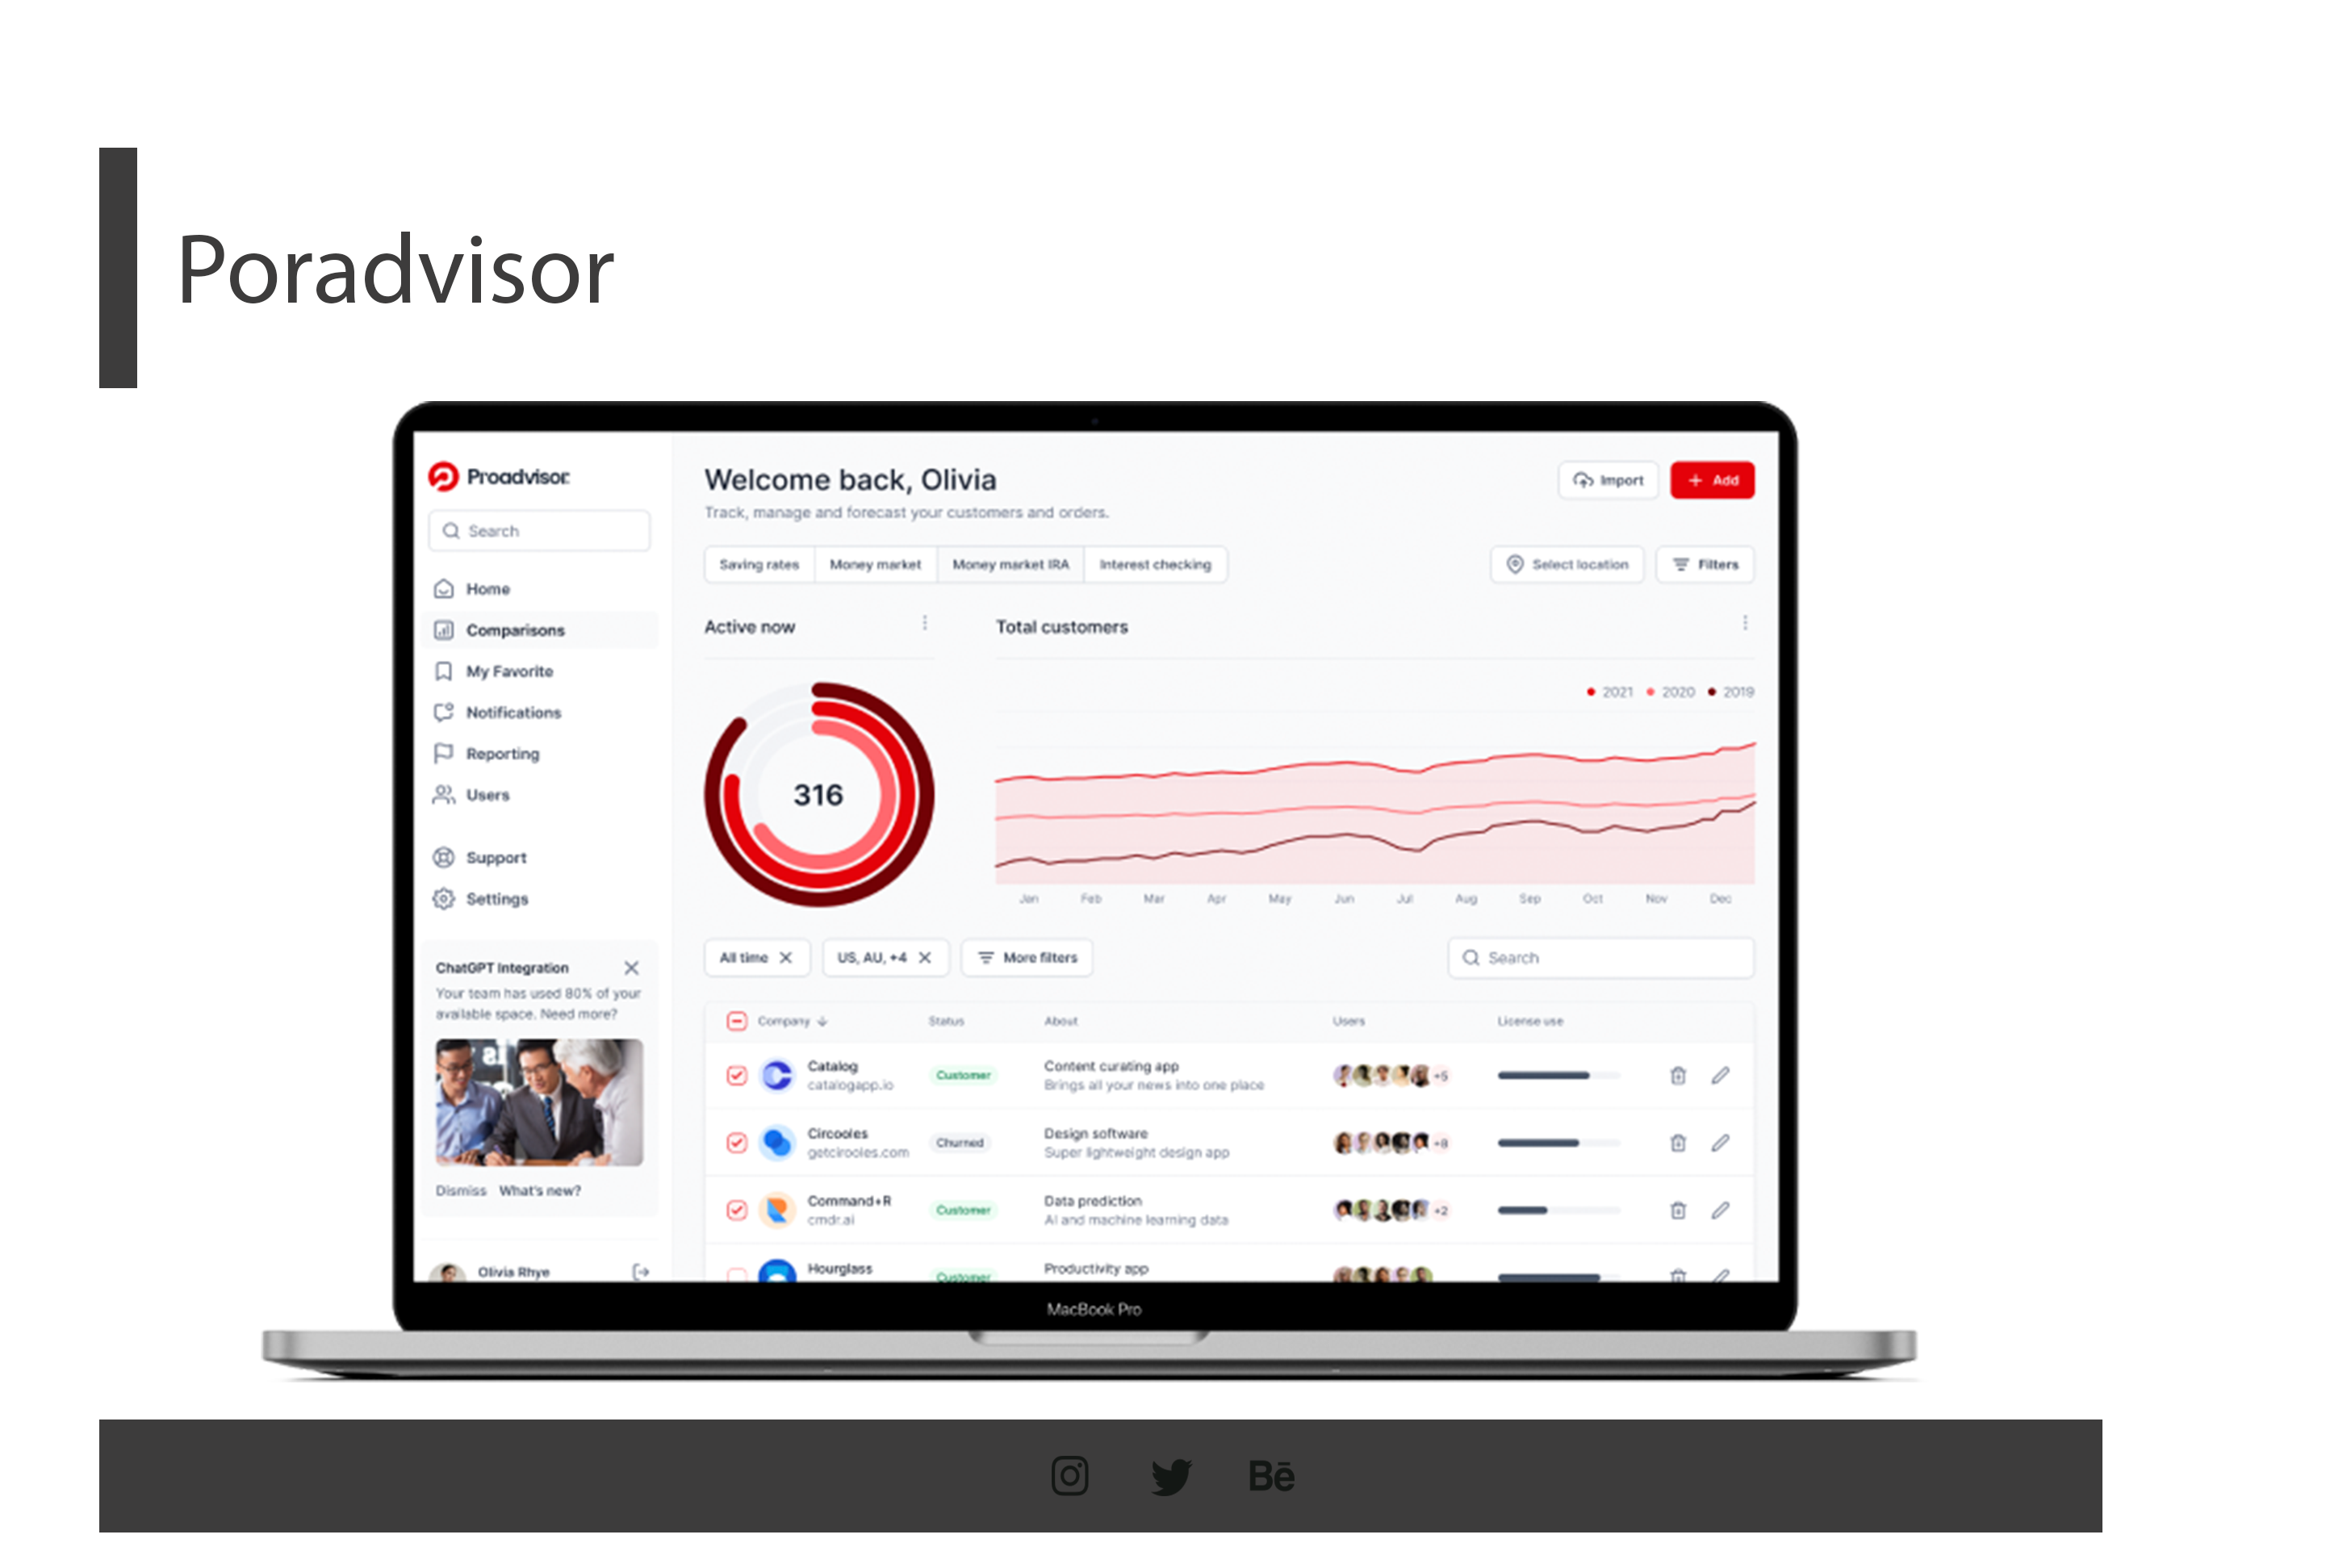 Poradvisor
Proadvisor
Search
Home
Comparisons
My Favorite
Notifications
Reporting
Users
Support
Settings
ChatGPT Integration
Your team has used 80% of your
available space. Need more?
Dismiss What's new?
Olivia Rhye
Welcome back, Olivia
Track, manage and forecast your customers and orders.
Import
Add
Saving rates Money market Money market IRA Interest checking
Select location
Filters
Active now
316
Total customers
2021 2020 2019
Jan Feb Mar Apr May Jun Jul Aug Sep Oct Nov Dec
All time
US, AU, +4
More filters
Search
Company Status About Users License use
Catalog
catalogapp.io
Customer
Content curating app
Brings all your news into one place
+5
Circooles
getcirooles.com
Churned
Design software
Super lightweight design app
+8
Command+R
cmdr.ai
Customer
Data prediction
AI and machine learning data
+2
Hourglass
Customer
Productivity app
MacBook Pro
Bē